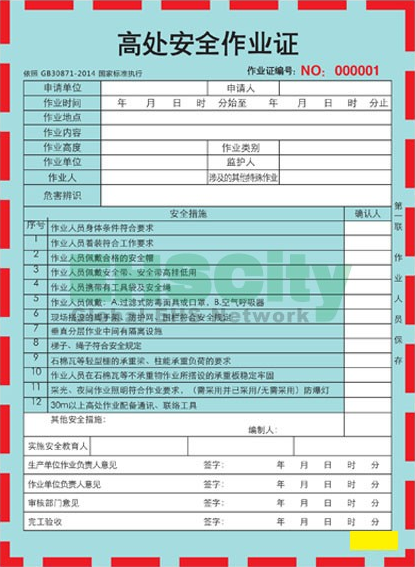 高处安全作业证
依照 GB30871-2014 国家标准执行 作业证编号: NO: 000001
申请单位 申请人
作业时间 年 月 日 时 分始至 年 月 日 时 分止
作业地点
作业内容
作业高度 作业类别
作业单位 监护人
作业人 涉及的其他特殊作业
危害辨识
安全措施 确认人
序号 作业人员身体条件符合要求
1 作业人员着装符合工作要求
2 作业人员佩戴合格的安全帽
3 作业人员佩戴安全带、安全带高挂低用
4 作业人员携带有工具袋及安全绳
5 作业人员佩戴:A.过滤式防毒面具或口罩、B.空气呼吸器
6 现场搭设的脚手架、防护网、围栏符合安全规定
7 垂直分层作业中间有隔离设施
8 梯子、绳子符合安全规定
9 石棉瓦等轻型棚的承重梁、柱能承重负荷的要求
10 作业人员在石棉瓦等不承重物作业所搭设的承重板稳定牢固
11 采光、夜间作业照明符合作业要求,(需采用并已采用/无需采用)防爆灯
12 30m以上高处作业配备通讯、联络工具
其他安全措施:
编制人:
实施安全教育人
生产单位作业负责人意见 签字: 年 月 日 时 分
作业单位负责人意见 签字: 年 月 日 时 分
审核部门意见 签字: 年 月 日 时 分
完工验收 签字: 年 月 日 时 分
第一联 作业人员保存
City
Network